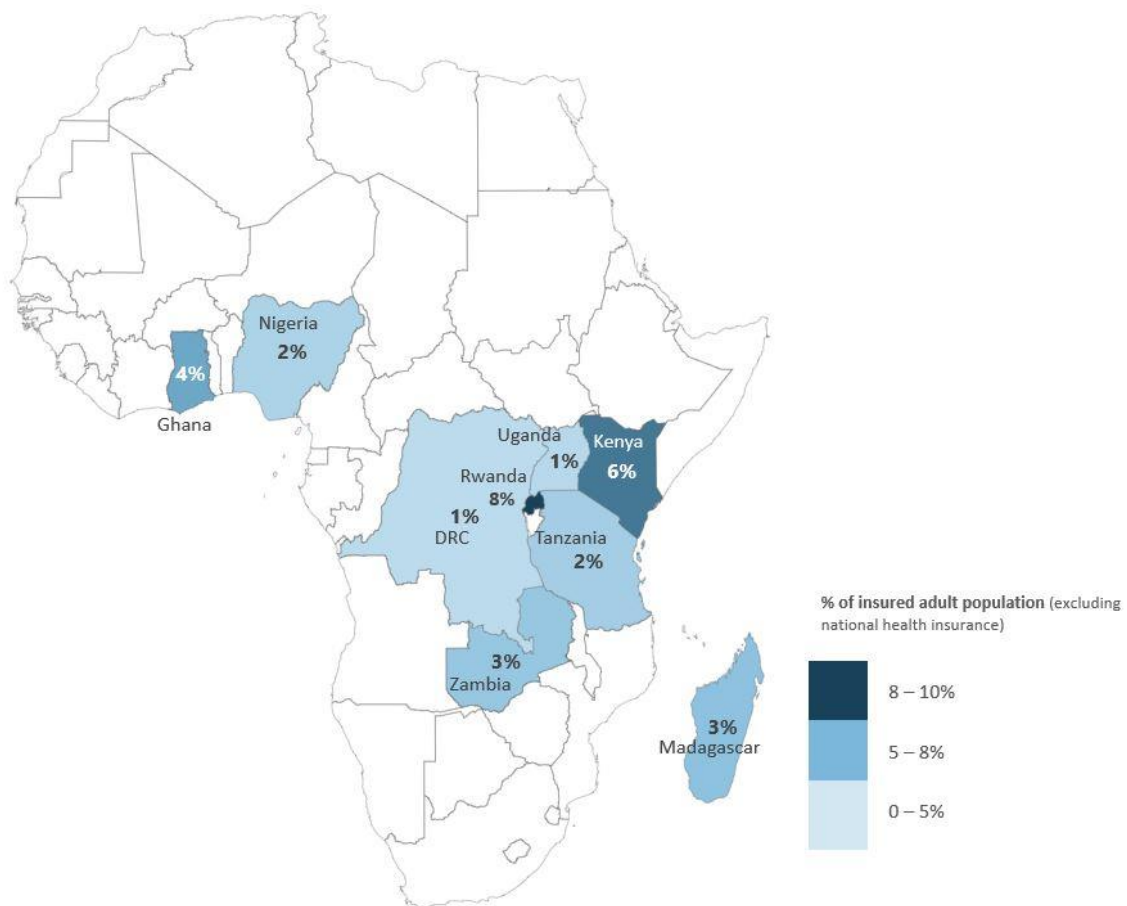 Nigeria
2%
4%
Ghana
Uganda
1%
Kenya
6%
Rwanda
8%
1%
DRC
Tanzania
2%
3%
Zambia
3%
Madagascar
% of insured adult population (excluding
national health insurance)
8 – 10%
5 – 8%
0 – 5%